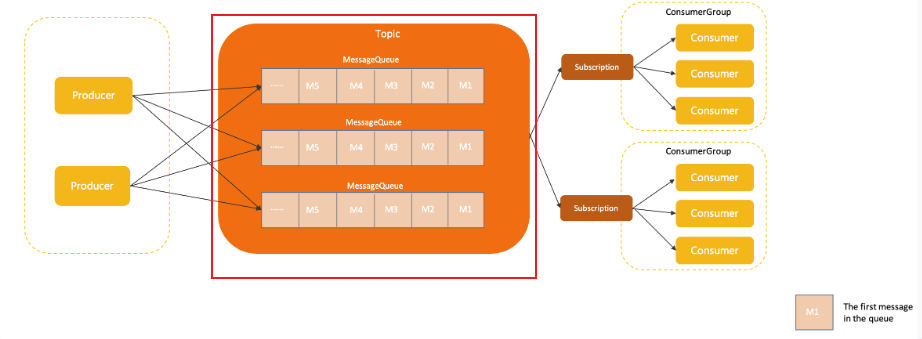 Producer
Producer
Topic
MessageQueue
····· M5 M4 M3 M2 M1
MessageQueue
····· M5 M4 M3 M2 M1
MessageQueue
····· M5 M4 M3 M2 M1
Subscription
ConsumerGroup
Consumer
Consumer
Consumer
Subscription
ConsumerGroup
Consumer
Consumer
Consumer
M1
The first message
in the queue